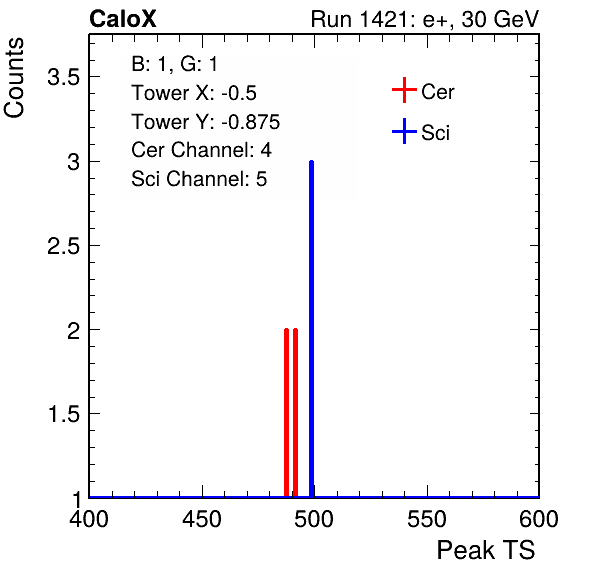 CaloX Run 1421: e+, 30 GeV
Counts
B: 1, G: 1
Tower X: -0.5
Tower Y: -0.875
Cer Channel: 4
Sci Channel: 5
Cer
Sci
3.5
3
2.5
2
1.5
1
400 450 500 550 600
Peak TS